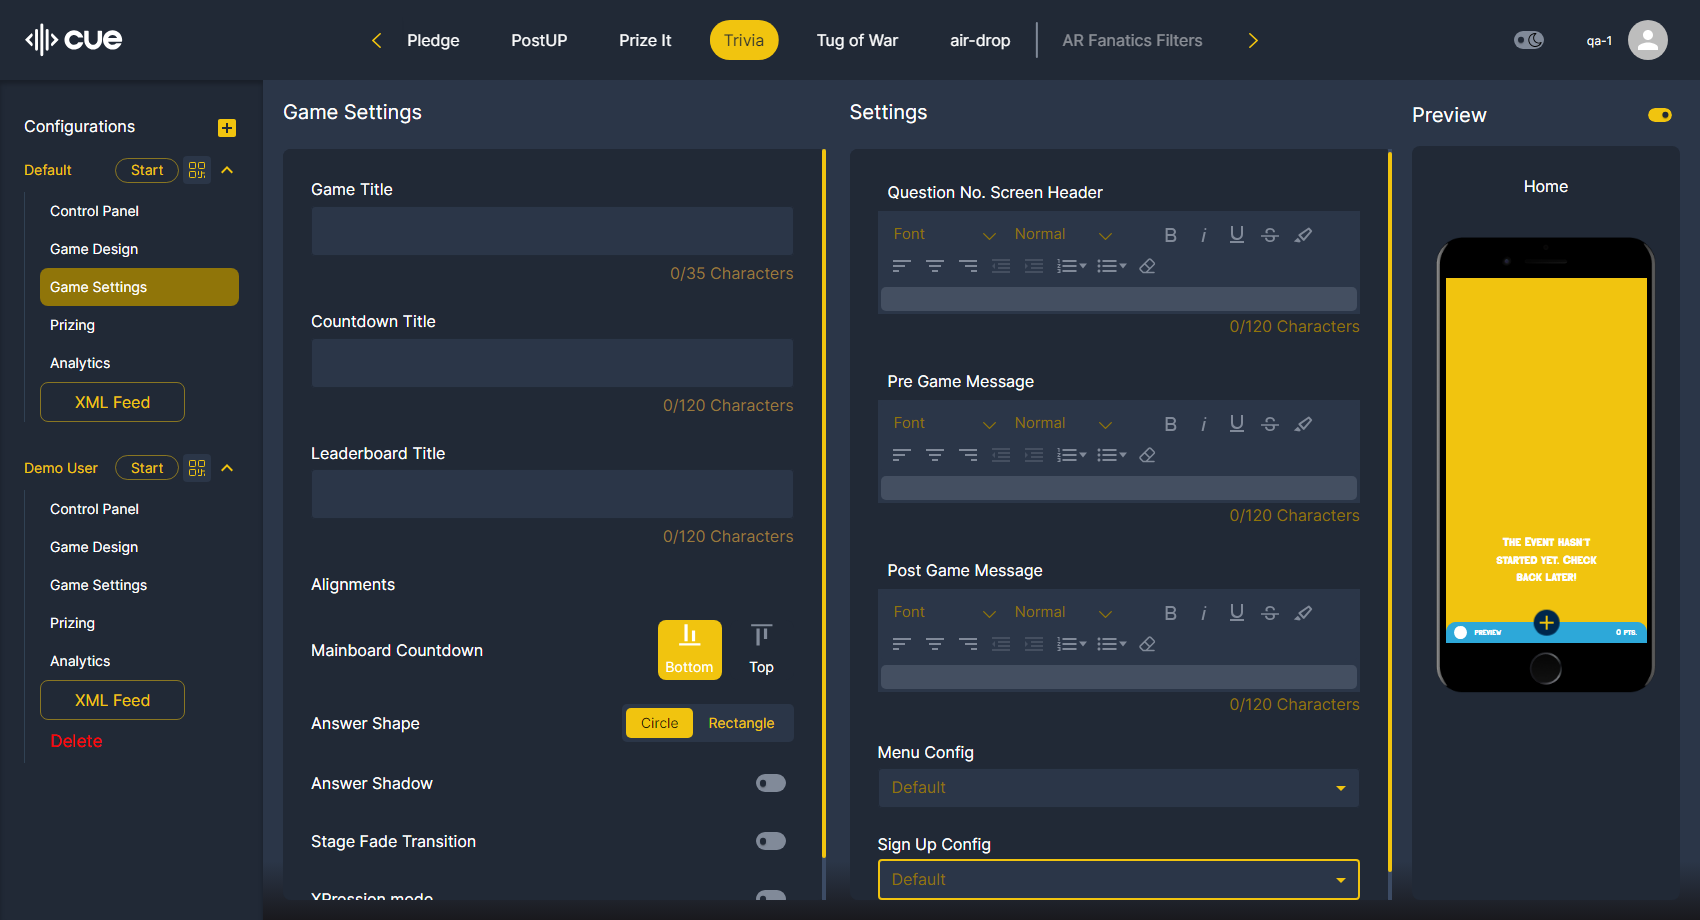 cue
Pledge
PostUP
Prize It
Trivia
Tug of War
air-drop
AR Fanatics Filters
qa-1
Configurations
Default
Start
Control Panel
Game Design
Game Settings
Prizing
Analytics
XML Feed
Demo User
Start
Control Panel
Game Design
Game Settings
Prizing
Analytics
XML Feed
Delete
Game Settings
Game Title
0/35 Characters
Countdown Title
0/120 Characters
Leaderboard Title
0/120 Characters
Alignments
Mainboard Countdown
Bottom
Top
Answer Shape
Circle
Rectangle
Answer Shadow
Stage Fade Transition
XPression mode
Settings
Question No. Screen Header
Font
Normal
0/120 Characters
Pre Game Message
Font
Normal
0/120 Characters
Post Game Message
Font
Normal
0/120 Characters
Menu Config
Default
Sign Up Config
Default
Preview
Home
The Event hasn't
started yet. Check
back later!
PREVIEW
0 PTS.